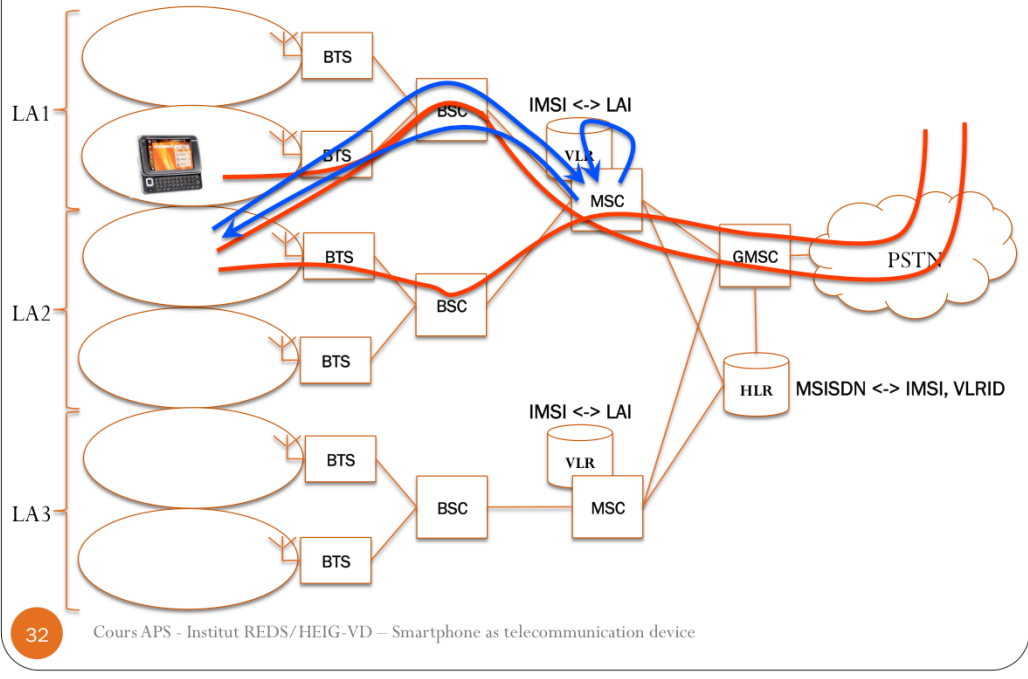 BTS
LA1
BSC
IMSI <-> LAI
BTS
VLR
MSC
BTS
GMSC
PSTN
LA2
BSC
BTS
HLR
MSISDN <-> IMSI, VLRID
IMSI <-> LAI
BTS
VLR
LA3
BSC
MSC
BTS
32
Cours APS - Institut REDS/HEIG-VD – Smartphone as telecommunication device